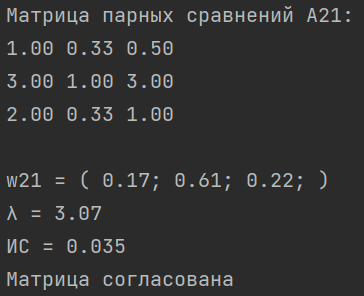 Матрица парных сравнений A21:
1.00 0.33 0.50
3.00 1.00 3.00
2.00 0.33 1.00
w21 = ( 0.17; 0.61; 0.22; )
λ = 3.07
ИС = 0.035
Матрица согласована